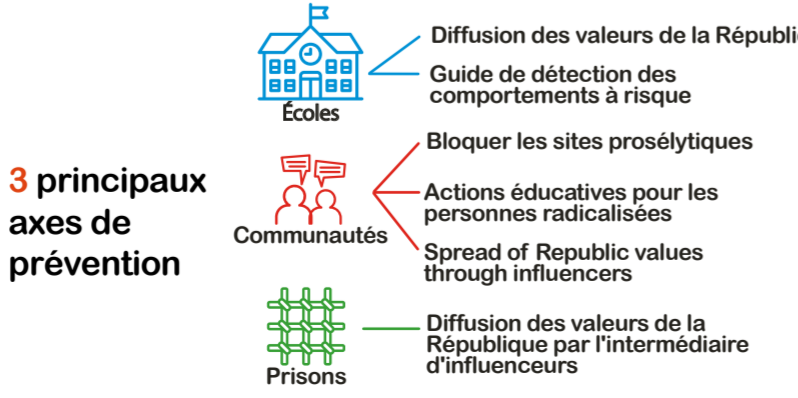 3 principaux
axes de
prévention
Écoles
Diffusion des valeurs de la Républi
Guide de détection des
comportements à risque
Communautés
Bloquer les sites prosélytiques
Actions éducatives pour les
personnes radicalisées
Spread of Republic values
through influencers
Prisons
Diffusion des valeurs de la
République par l'intermédiaire
d'influenceurs